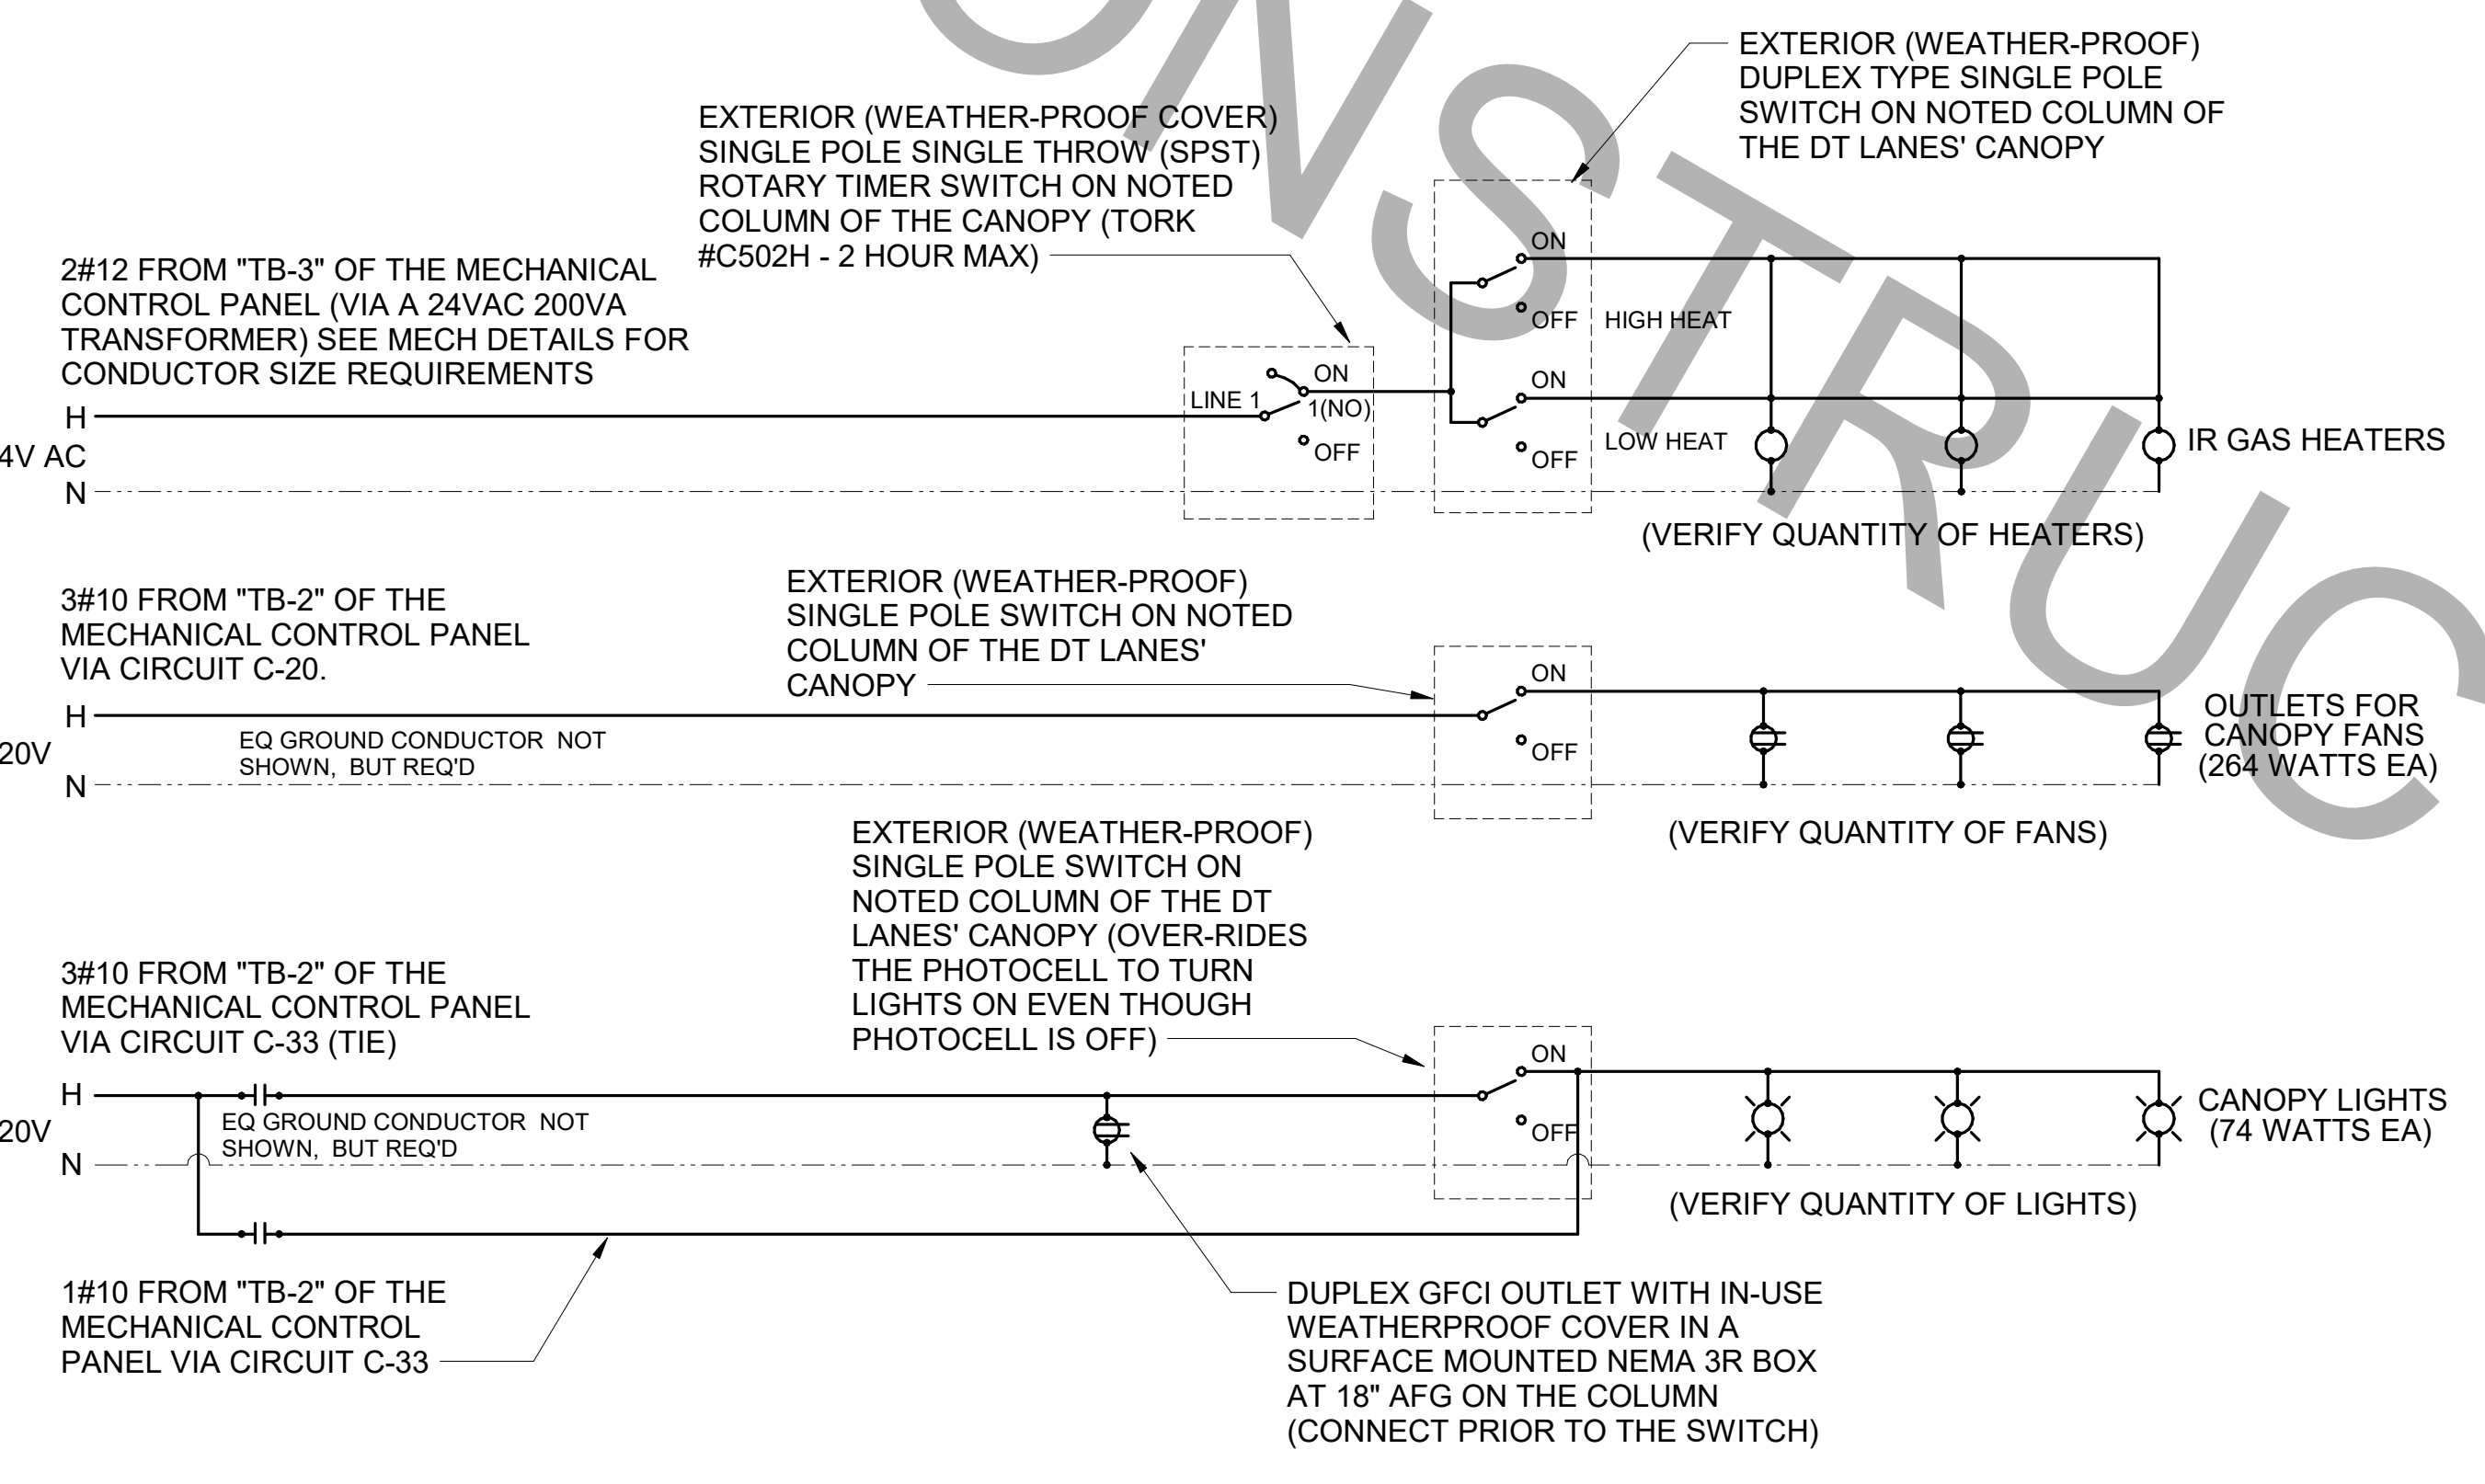 EXTERIOR (WEATHER-PROOF)
DUPLEX TYPE SINGLE POLE
SWITCH ON NOTED COLUMN OF
THE DT LANES' CANOPY
EXTERIOR (WEATHER-PROOF COVER)
SINGLE POLE SINGLE THROW (SPST)
ROTARY TIMER SWITCH ON NOTED
COLUMN OF THE CANOPY (TORK
#C502H - 2 HOUR MAX)
2#12 FROM "TB-3" OF THE MECHANICAL
CONTROL PANEL (VIA A 24VAC 200VA
TRANSFORMER) SEE MECH DETAILS FOR
CONDUCTOR SIZE REQUIREMENTS
H
4V AC
N
LINE 1
ON
1(NO)
OFF
ON
OFF
HIGH HEAT
ON
OFF
LOW HEAT
IR GAS HEATERS
(VERIFY QUANTITY OF HEATERS)
3#10 FROM "TB-2" OF THE
MECHANICAL CONTROL PANEL
VIA CIRCUIT C-20.
EXTERIOR (WEATHER-PROOF)
SINGLE POLE SWITCH ON NOTED
COLUMN OF THE DT LANES'
CANOPY
H
20V
N
EQ GROUND CONDUCTOR NOT
SHOWN, BUT REQ'D
ON
OFF
OUTLETS FOR
CANOPY FANS
(264 WATTS EA)
(VERIFY QUANTITY OF FANS)
EXTERIOR (WEATHER-PROOF)
SINGLE POLE SWITCH ON
NOTED COLUMN OF THE DT
LANES' CANOPY (OVER-RIDES
THE PHOTOCELL TO TURN
LIGHTS ON EVEN THOUGH
PHOTOCELL IS OFF)
3#10 FROM "TB-2" OF THE
MECHANICAL CONTROL PANEL
VIA CIRCUIT C-33 (TIE)
H
20V
N
EQ GROUND CONDUCTOR NOT
SHOWN, BUT REQ'D
ON
OFF
CANOPY LIGHTS
(74 WATTS EA)
(VERIFY QUANTITY OF LIGHTS)
1#10 FROM "TB-2" OF THE
MECHANICAL CONTROL
PANEL VIA CIRCUIT C-33
DUPLEX GFCI OUTLET WITH IN-USE
WEATHERPROOF COVER IN A
SURFACE MOUNTED NEMA 3R BOX
AT 18" AFG ON THE COLUMN
(CONNECT PRIOR TO THE SWITCH)
ONSTRUC